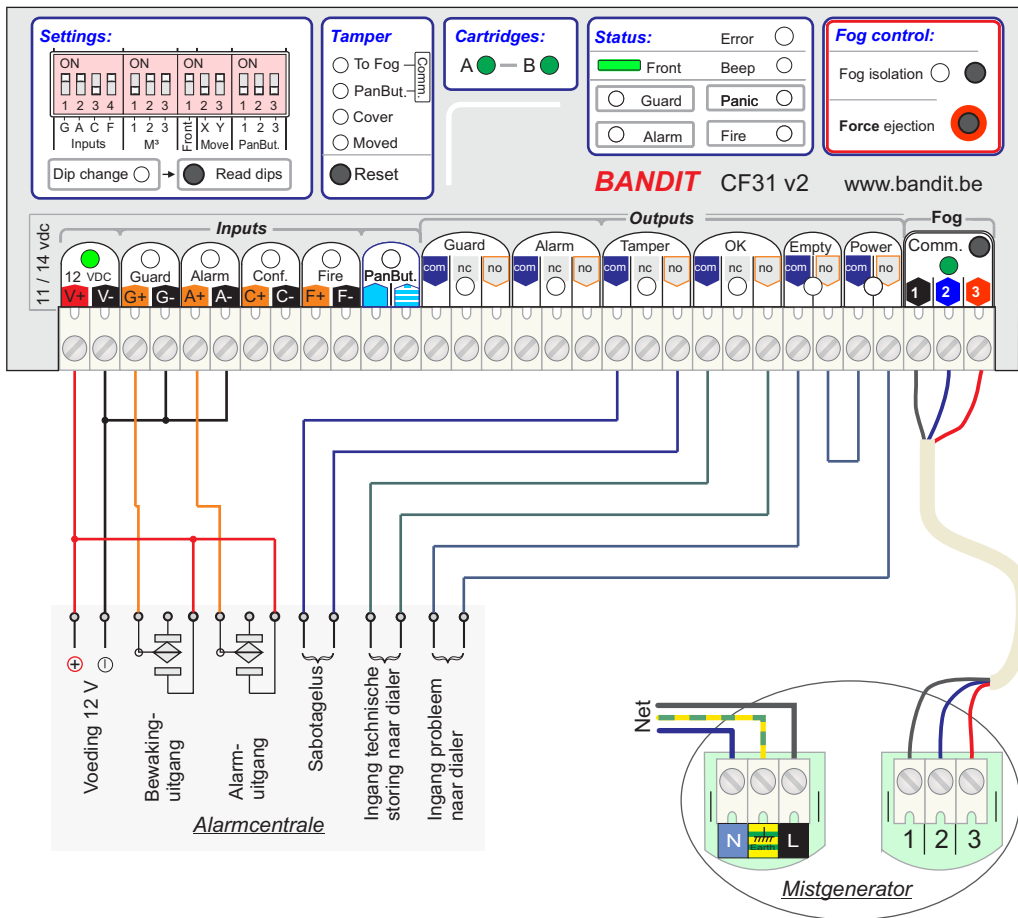 Settings:
ON ON ON ON
1 2 3 4 1 2 3 1 2 3 1 2 3
G A C F 1 2 3 Front X Y 1 2 3
Inputs M³ Move PanBut.
Dip change Read dips
Tamper
To Fog
PanBut.
Comm.
Cover
Moved
Reset
Cartridges:
A B
Status:
Error
Front
Beep
Guard
Panic
Alarm
Fire
Fog control:
Fog isolation
Force ejection
BANDIT CF31 v2 www.bandit.be
11 / 14 vdc
Inputs
Outputs
Fog
12 VDC Guard Alarm Conf. Fire PanBut.
V+ V- G+ G- A+ A- C+ C- F+ F-
Guard Alarm Tamper OK Empty Power Comm.
com nc no com nc no com nc no com nc no com no com no
1 2 3
+ −
Voeding 12 V
Bewaking-
uitgang
Alarm-
uitgang
Sabotagelus
Ingang technische
storing naar dialer
Ingang probleem
naar dialer
Alarmcentrale
Net
N Earth L
1 2 3
Mistgenerator